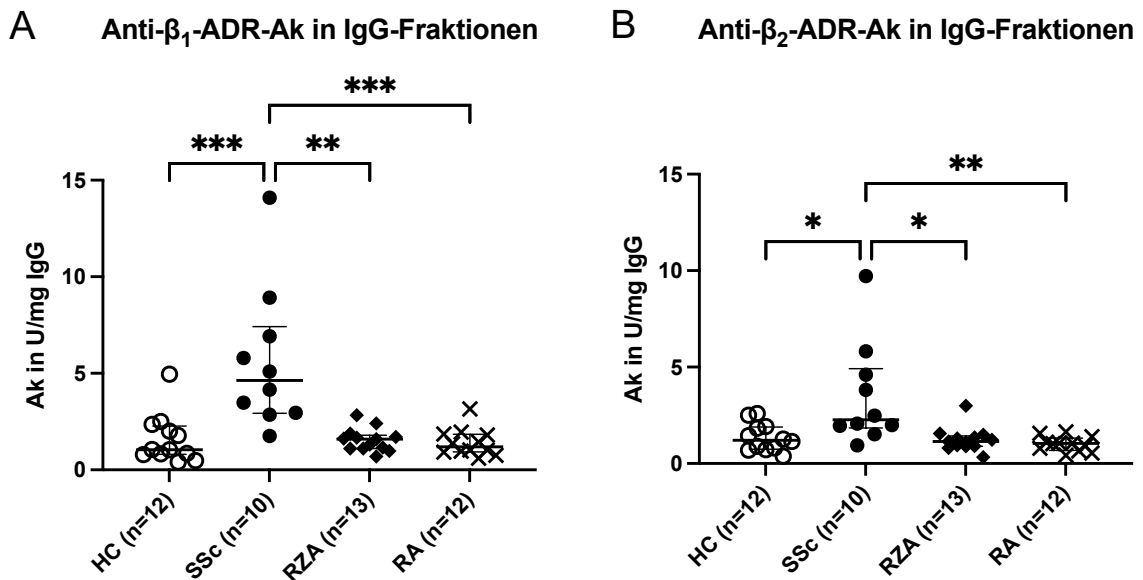 A
Anti-β₁-ADR-Ak in IgG-Fraktionen
***
***
**
15
10
5
0
Ak in U/mg IgG
HC (n=12)
SSc (n=10)
RZA (n=13)
RA (n=12)
B
Anti-β₂-ADR-Ak in IgG-Fraktionen
**
*
*
15
10
5
0
Ak in U/mg IgG
HC (n=12)
SSc (n=10)
RZA (n=13)
RA (n=12)